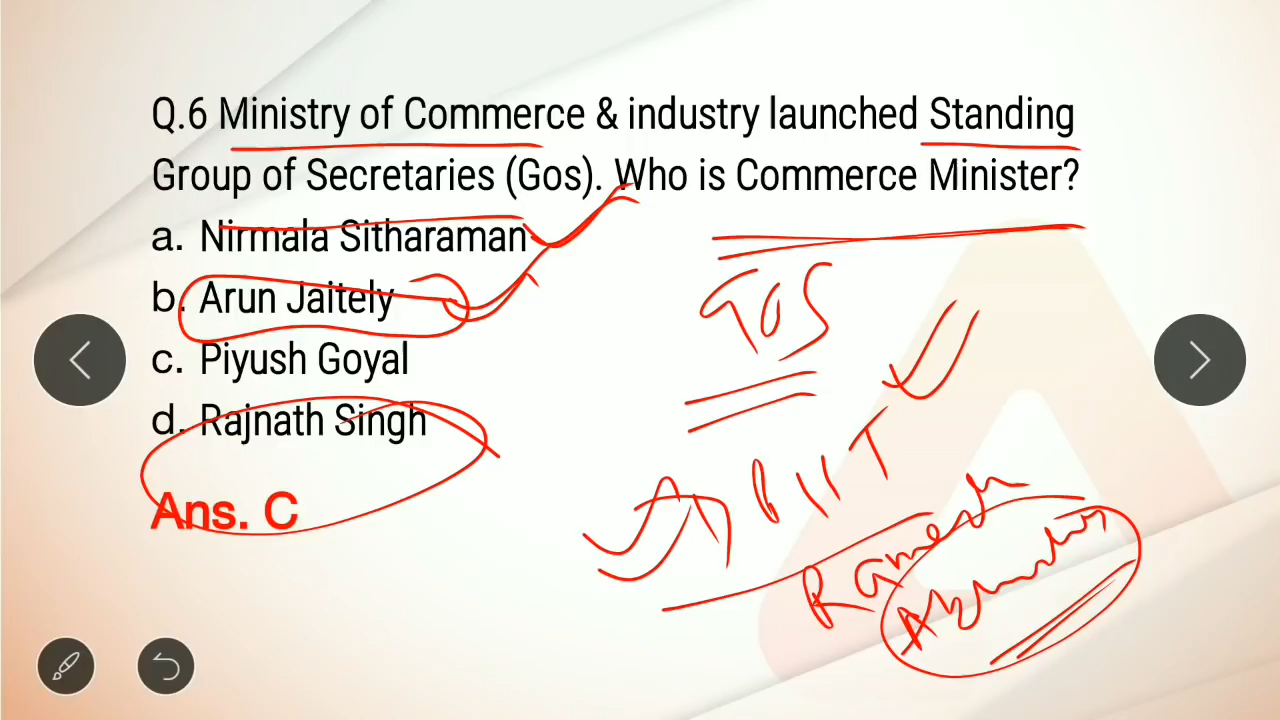 Q.6 Ministry of Commerce & industry launched Standing
Group of Secretaries (Gos). Who is Commerce Minister?
a. Nirmala Sitharaman
b. Arun Jaitely
c. Piyush Goyal
d. Rajnath Singh
Ans. C
GOS
Ramesh